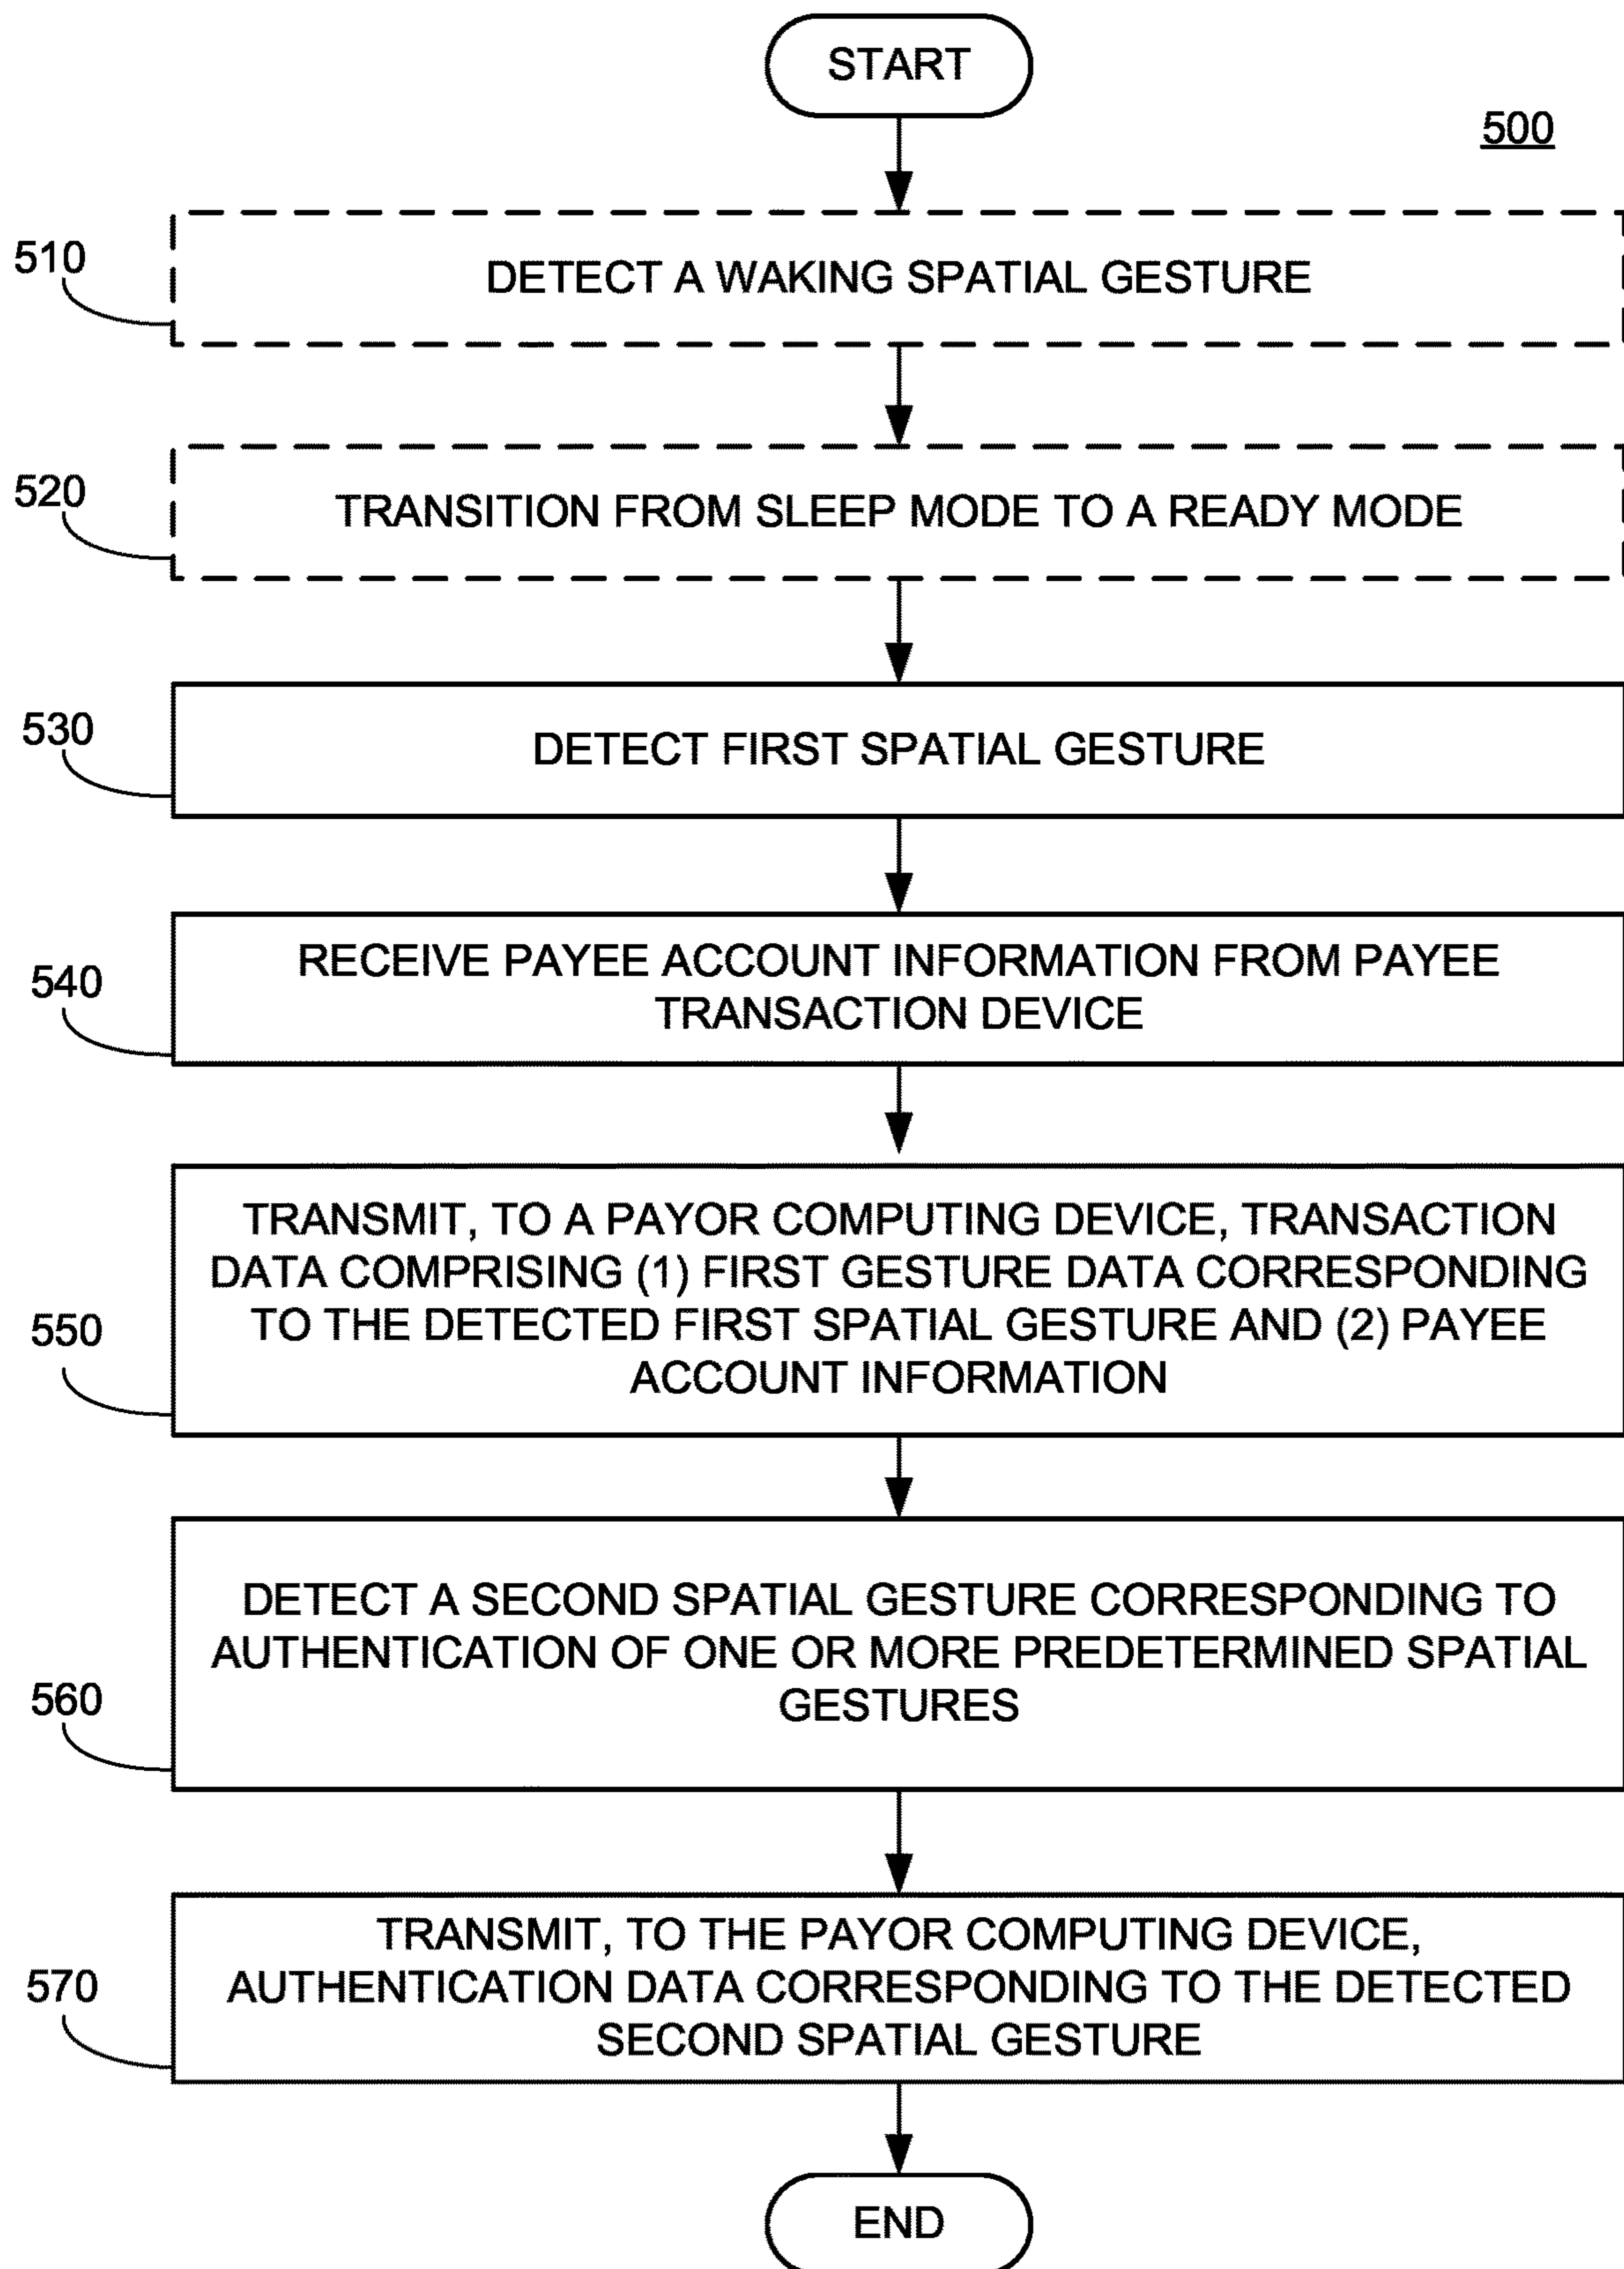 START
500
510
DETECT A WAKING SPATIAL GESTURE
520
TRANSITION FROM SLEEP MODE TO A READY MODE
530
DETECT FIRST SPATIAL GESTURE
540
RECEIVE PAYEE ACCOUNT INFORMATION FROM PAYEE
TRANSACTION DEVICE
550
TRANSMIT, TO A PAYOR COMPUTING DEVICE, TRANSACTION
DATA COMPRISING (1) FIRST GESTURE DATA CORRESPONDING
TO THE DETECTED FIRST SPATIAL GESTURE AND (2) PAYEE
ACCOUNT INFORMATION
560
DETECT A SECOND SPATIAL GESTURE CORRESPONDING TO
AUTHENTICATION OF ONE OR MORE PREDETERMINED SPATIAL
GESTURES
570
TRANSMIT, TO THE PAYOR COMPUTING DEVICE,
AUTHENTICATION DATA CORRESPONDING TO THE DETECTED
SECOND SPATIAL GESTURE
END